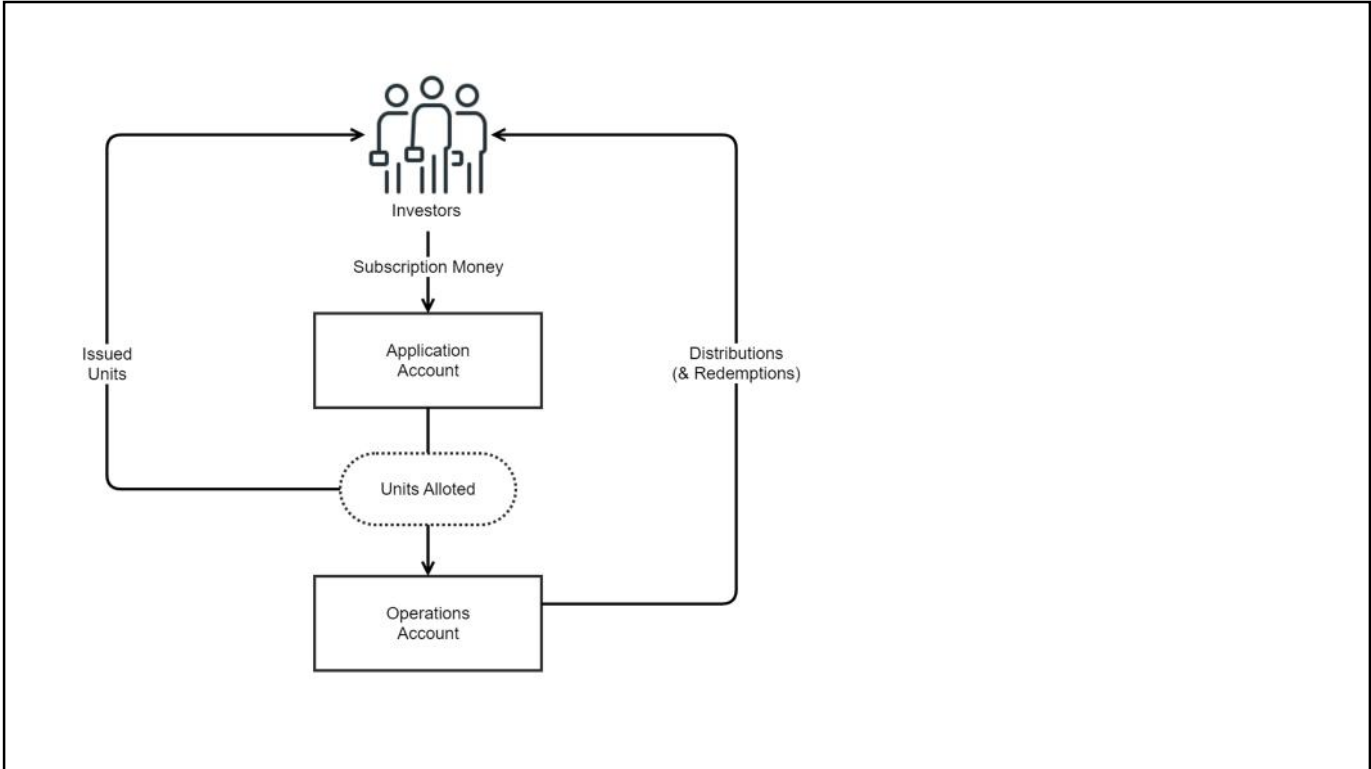 Investors
Subscription Money
Application
Account
Issued
Units
Distributions
(& Redemptions)
Units Alloted
Operations
Account